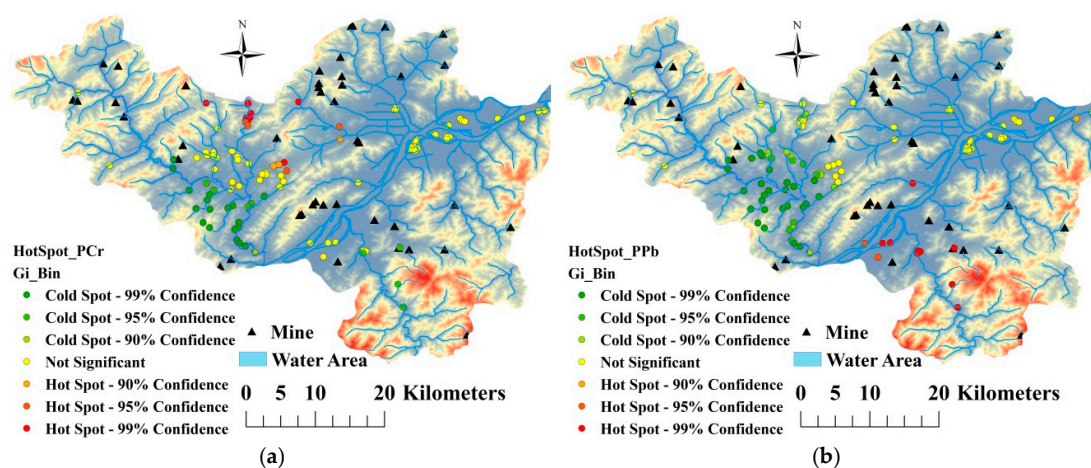 (a)
N
HotSpot_PCr
Gi_Bin
Cold Spot - 99% Confidence
Cold Spot - 95% Confidence
Cold Spot - 90% Confidence
Not Significant
Hot Spot - 90% Confidence
Hot Spot - 95% Confidence
Hot Spot - 99% Confidence
Mine
Water Area
0 5 10 20 Kilometers
(a)
(b)
N
HotSpot_PPb
Gi_Bin
Cold Spot - 99% Confidence
Cold Spot - 95% Confidence
Cold Spot - 90% Confidence
Not Significant
Hot Spot - 90% Confidence
Hot Spot - 95% Confidence
Hot Spot - 99% Confidence
Mine
Water Area
0 5 10 20 Kilometers
(b)